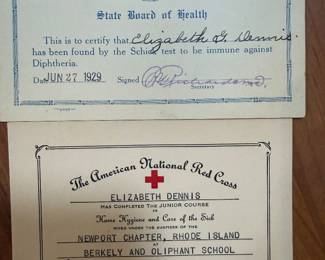 State Board of Health
This is to certify that Elizabeth G. Dennis
has been found by the Schick test to be immune against
Diphtheria.
Date JUN 27 1929 Signed
Secretary
The American National Red Cross
ELIZABETH DENNIS
HAS COMPLETED THE JUNIOR COURSE
IN
Home Hygiene and Care of the Sick
GIVEN UNDER THE AUSPICES OF THE
NEWPORT CHAPTER, RHODE ISLAND
AT
BERKELY AND OLIPHANT SCHOOL